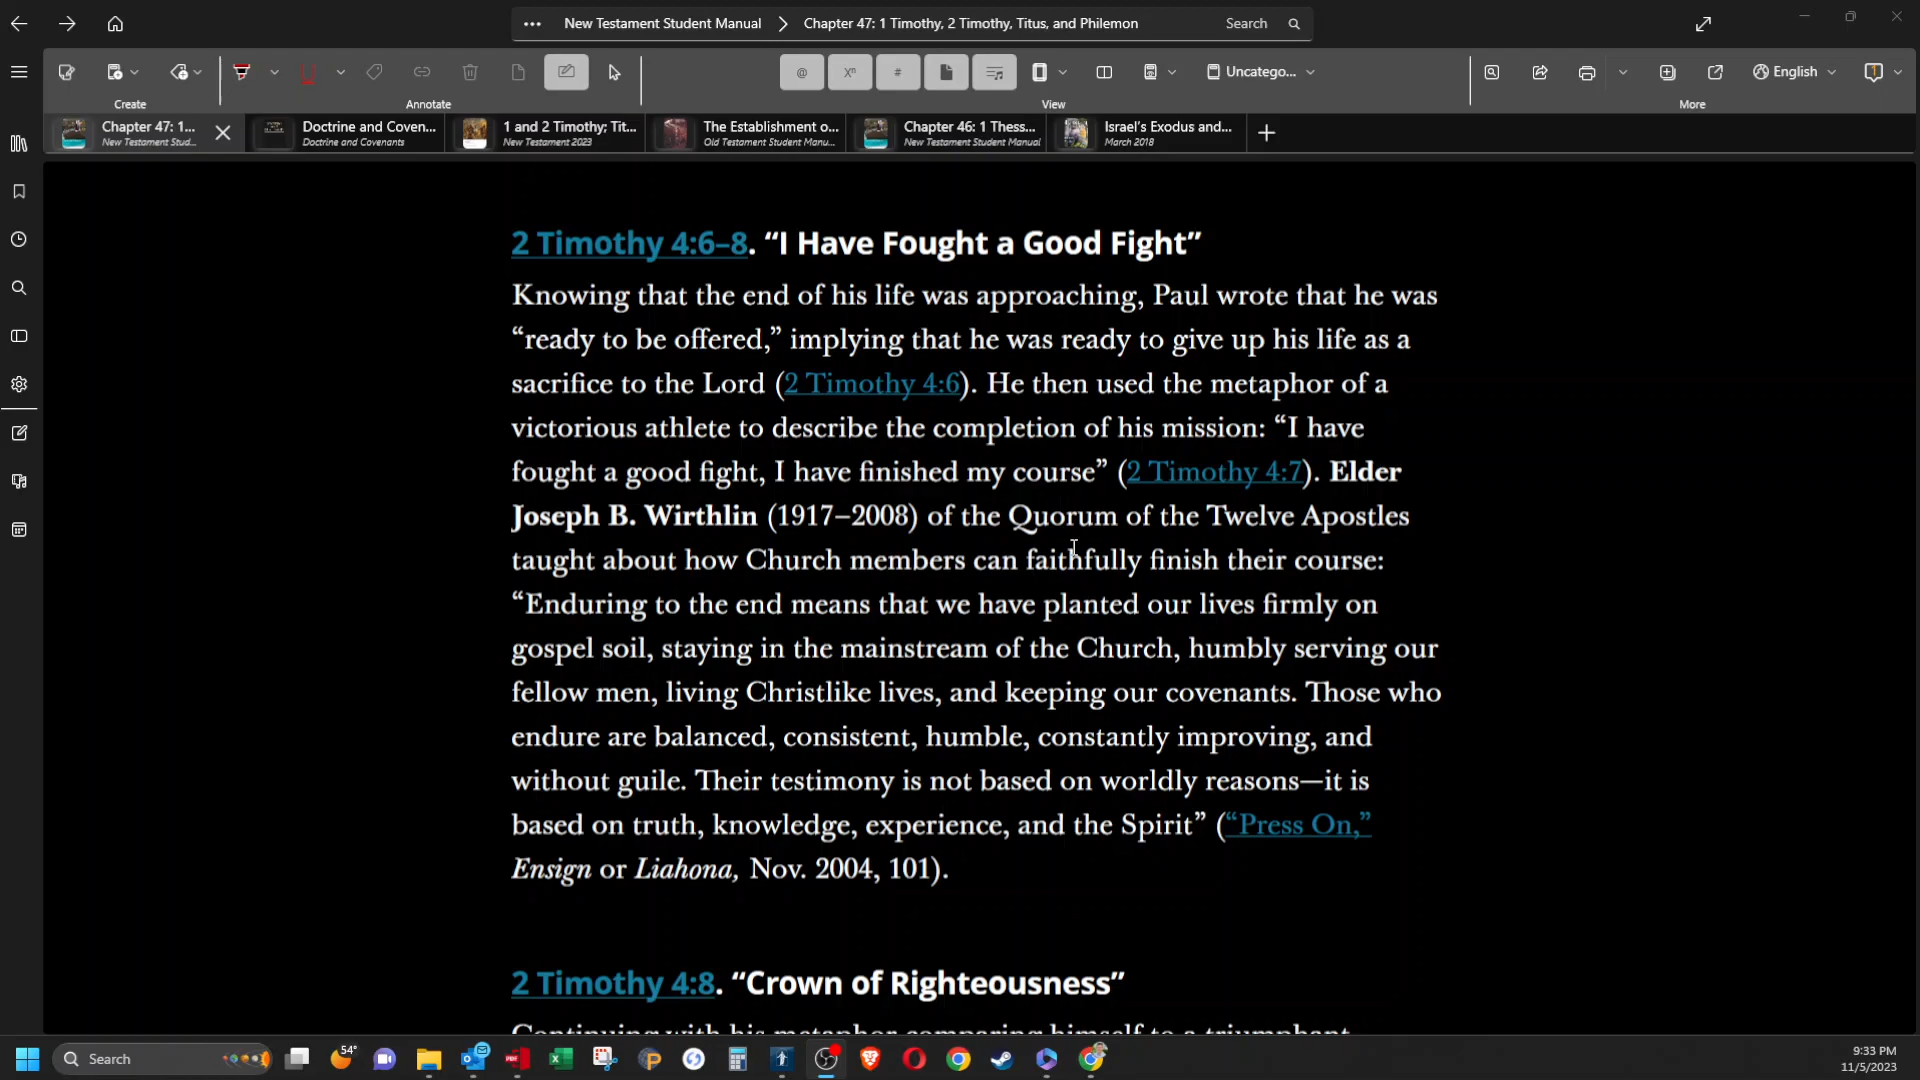 New Testament Student Manual > Chapter 47: 1 Timothy, 2 Timothy, Titus, and Philemon Search
Uncatego...
English
Create Annotate View More
Chapter 47: 1...
New Testament Stud...
Doctrine and Coven...
Doctrine and Covenants
1 and 2 Timothy; Tit...
New Testament 2023
The Establishment o...
Old Testament Student Manu...
Chapter 46: 1 Thess...
New Testament Student Manual
Israel's Exodus and...
March 2018
2 Timothy 4:6–8. “I Have Fought a Good Fight”
Knowing that the end of his life was approaching, Paul wrote that he was
“ready to be offered,” implying that he was ready to give up his life as a
sacrifice to the Lord (2 Timothy 4:6). He then used the metaphor of a
victorious athlete to describe the completion of his mission: “I have
fought a good fight, I have finished my course” (2 Timothy 4:7). Elder
Joseph B. Wirthlin (1917–2008) of the Quorum of the Twelve Apostles
taught about how Church members can faithfully finish their course:
“Enduring to the end means that we have planted our lives firmly on
gospel soil, staying in the mainstream of the Church, humbly serving our
fellow men, living Christlike lives, and keeping our covenants. Those who
endure are balanced, consistent, humble, constantly improving, and
without guile. Their testimony is not based on worldly reasons—it is
based on truth, knowledge, experience, and the Spirit” (“Press On,”
Ensign or Liahona, Nov. 2004, 101).
2 Timothy 4:8. “Crown of Righteousness”
Continuing with his metaphor comparing himself to a triumphant
Search
54°
9:33 PM
11/5/2023